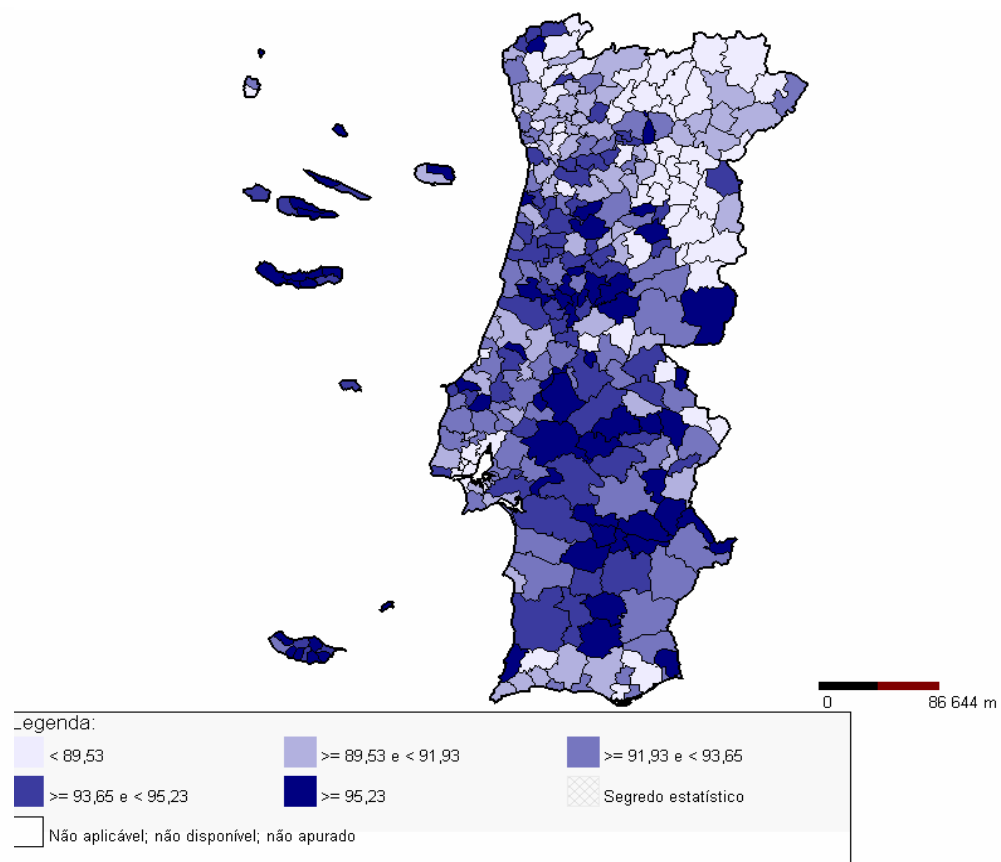 0 86 644 m
Legenda:
< 89,53 >= 89,53 e < 91,93 >= 91,93 e < 93,65
>= 93,65 e < 95,23 >= 95,23 Segredo estatístico
Não aplicável; não disponível; não apurado